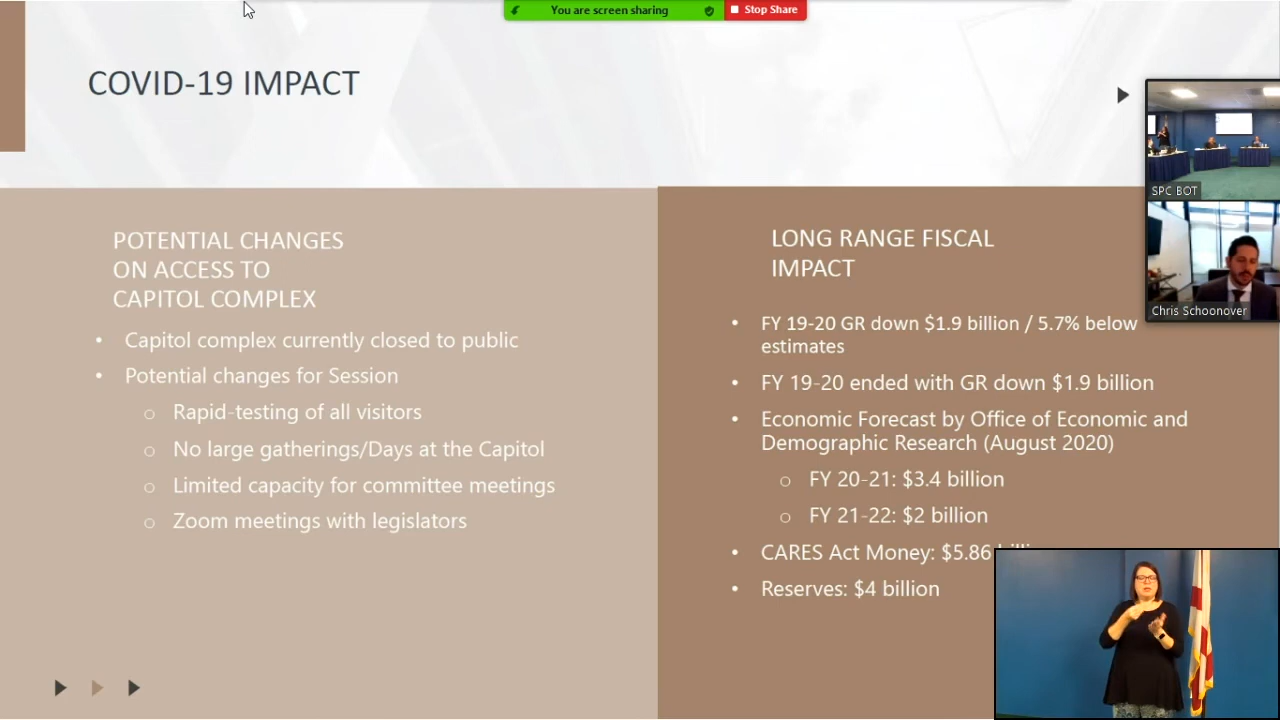 You are screen sharing
Stop Share
COVID-19 IMPACT
POTENTIAL CHANGES
ON ACCESS TO
CAPITOL COMPLEX
• Capitol complex currently closed to public
• Potential changes for Session
o Rapid-testing of all visitors
o No large gatherings/Days at the Capitol
o Limited capacity for committee meetings
o Zoom meetings with legislators
LONG RANGE FISCAL
IMPACT
• FY 19-20 GR down $1.9 billion / 5.7% below
estimates
• FY 19-20 ended with GR down $1.9 billion
• Economic Forecast by Office of Economic and
Demographic Research (August 2020)
o FY 20-21: $3.4 billion
o FY 21-22: $2 billion
• CARES Act Money: $5.86
• Reserves: $4 billion
SPC BOT
Chris Schoonover